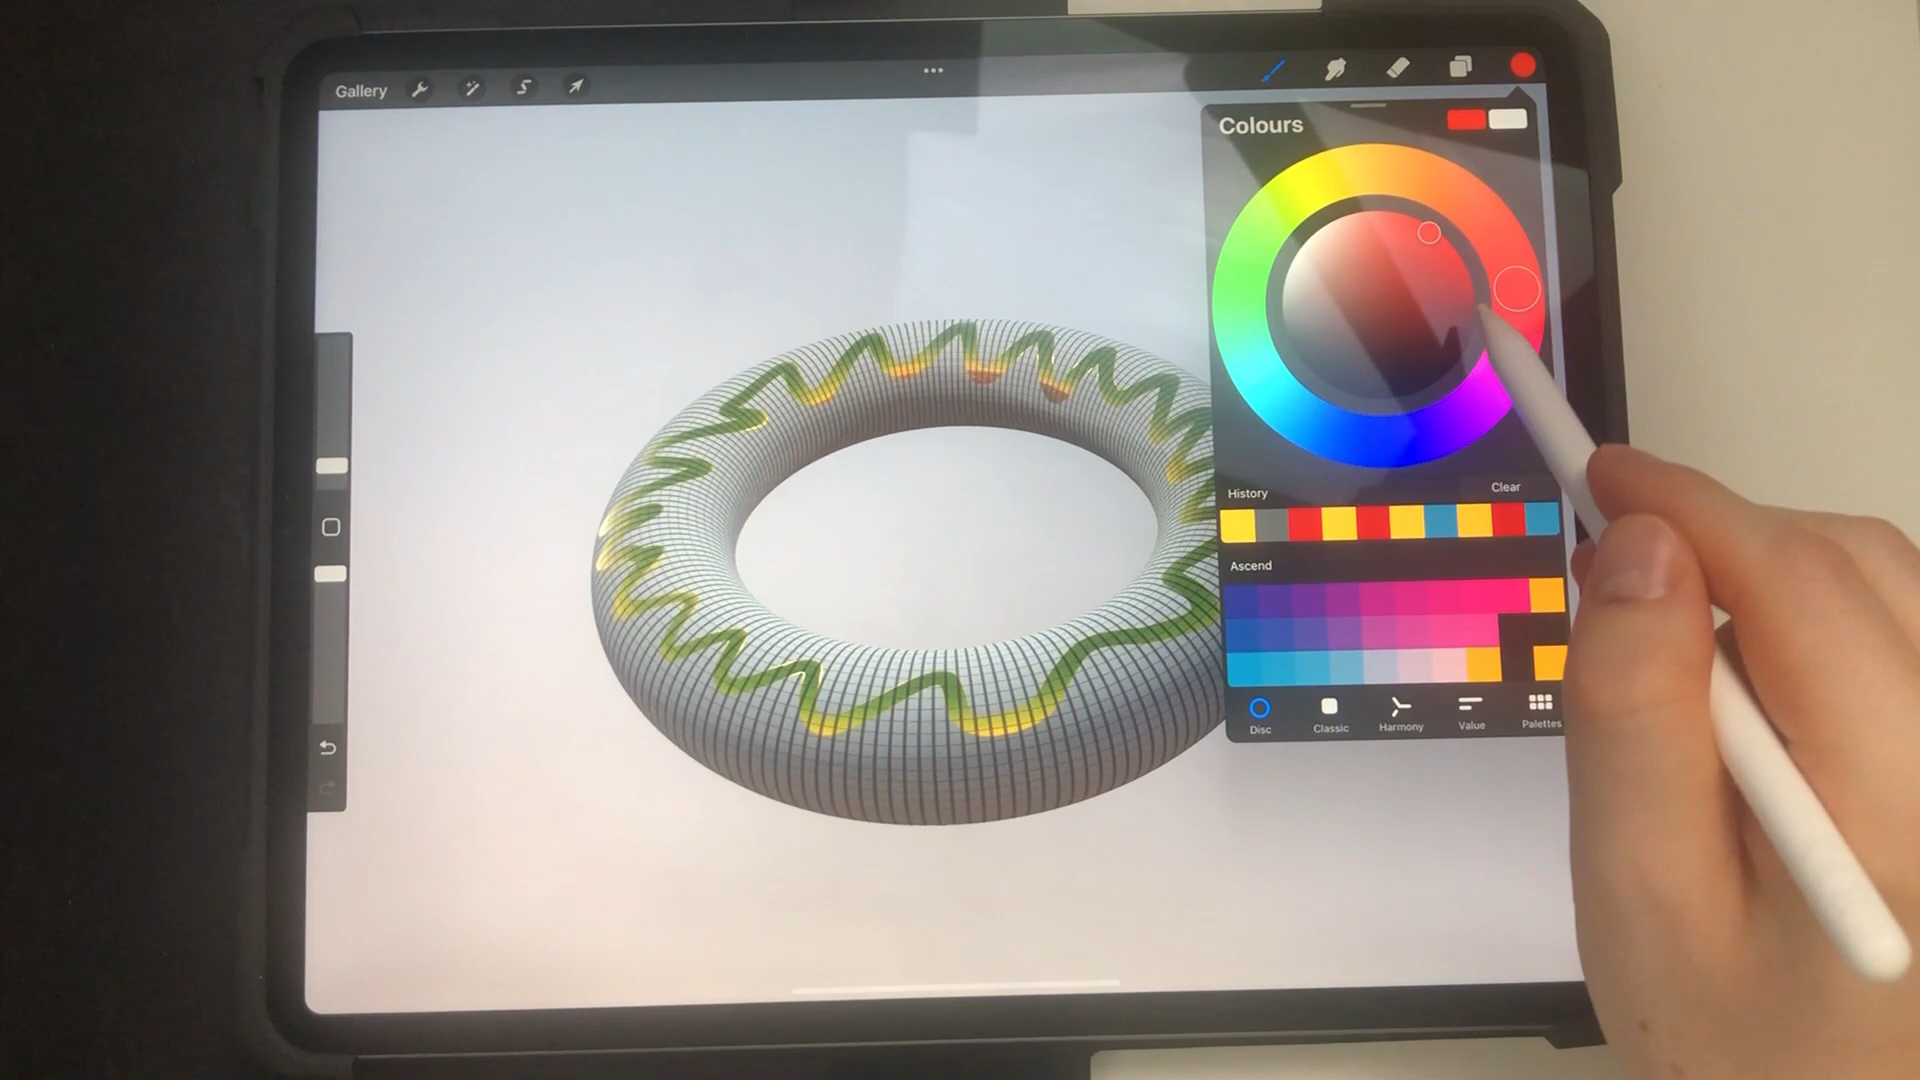 Gallery
Colours
History
Clear
Ascend
Disc
Classic
Harmony
Value
Palettes